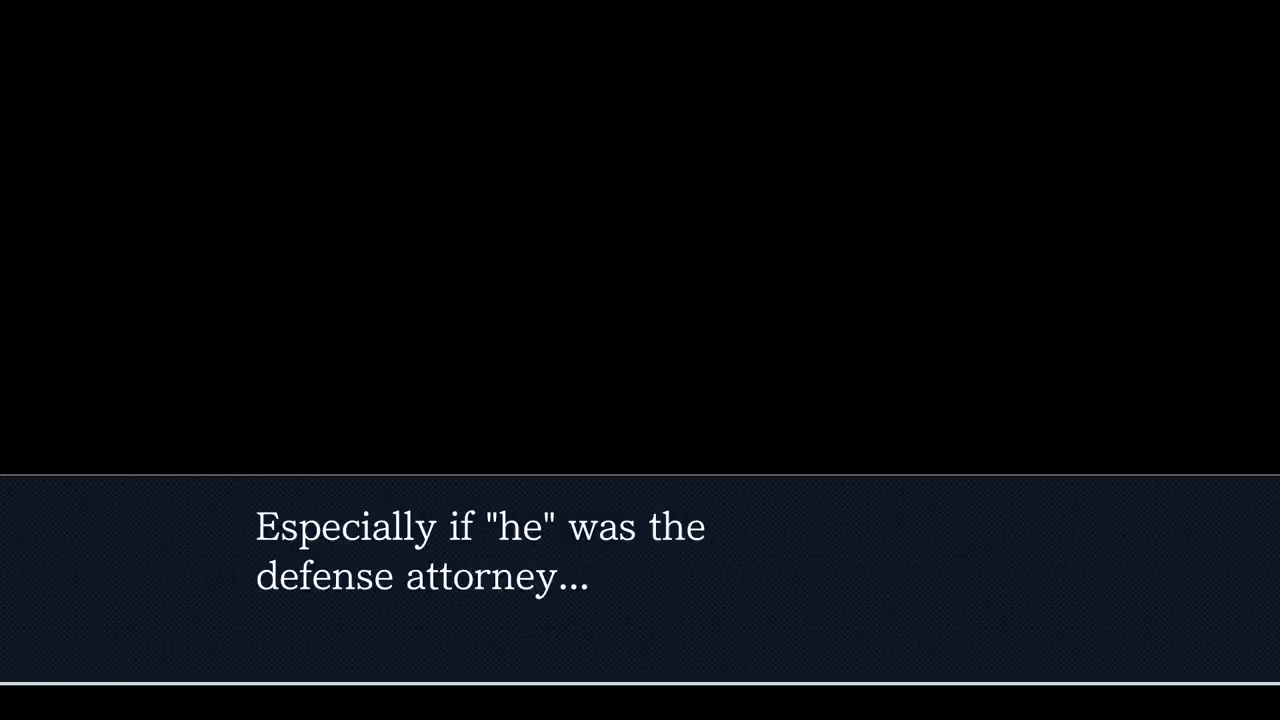 Especially if "he" was the
defense attorney...